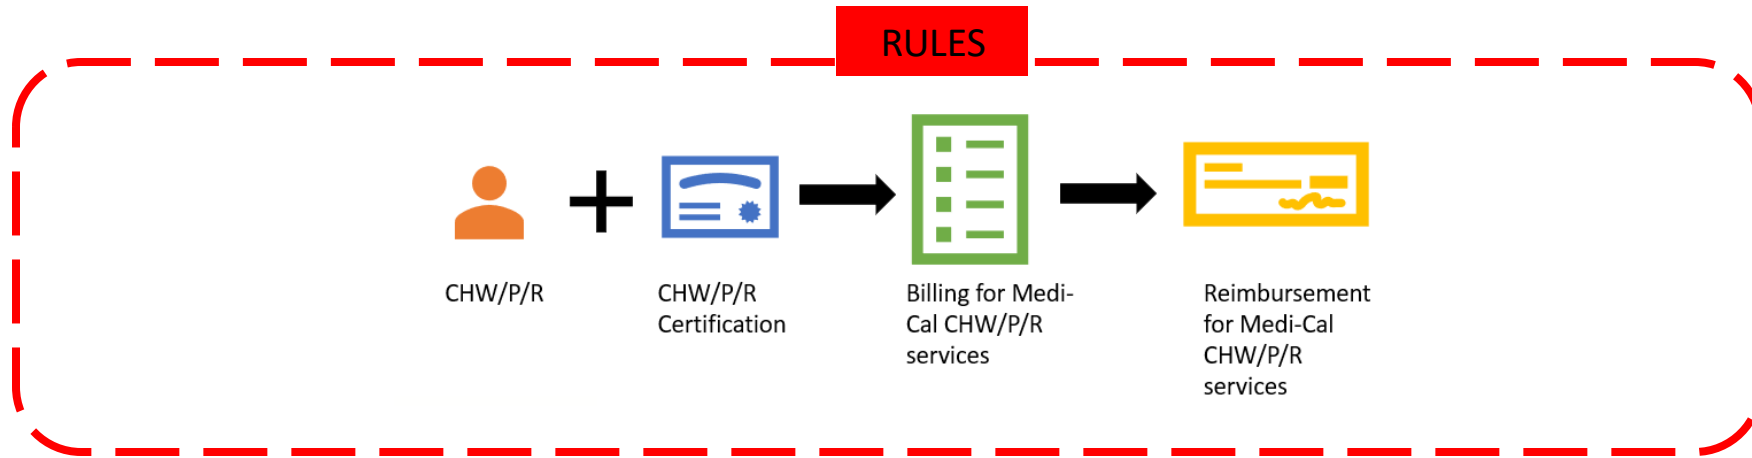 RULES
CHW/P/R
CHW/P/R
Certification
Billing for Medi-
Cal CHW/P/R
services
Reimbursement
for Medi-Cal
CHW/P/R
services